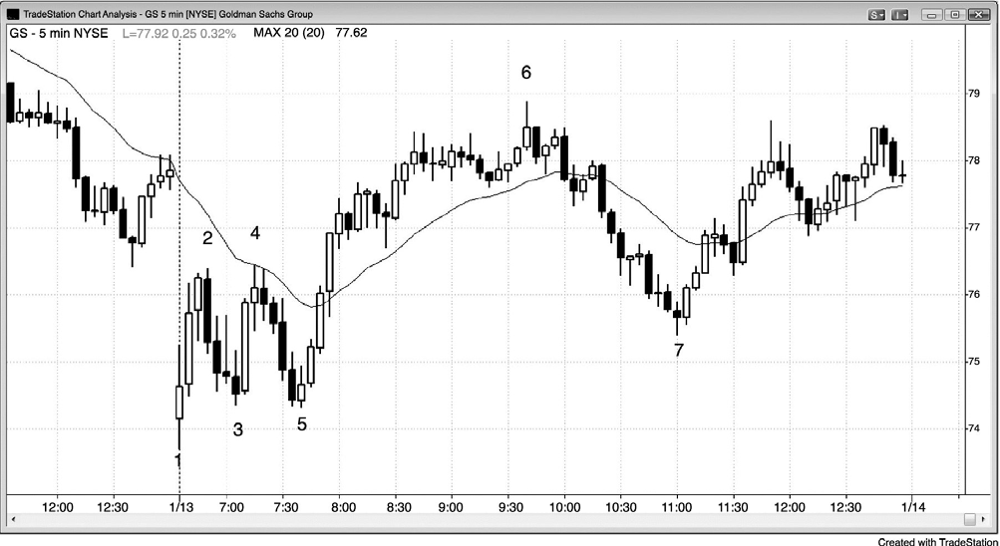 TradeStation Chart Analysis - GS 5 min [NYSE] Goldman Sachs Group
S
I
GS - 5 min NYSE L=77.92 0.25 0.32% MAX 20 (20) 77.62
6
79
78
2
4
77
76
7
75
5
3
74
1
12:00 12:30 1/13 7:00 7:30 8:00 8:30 9:00 9:30 10:00 10:30 11:00 11:30 12:00 12:30 1/14
Created with TradeStation